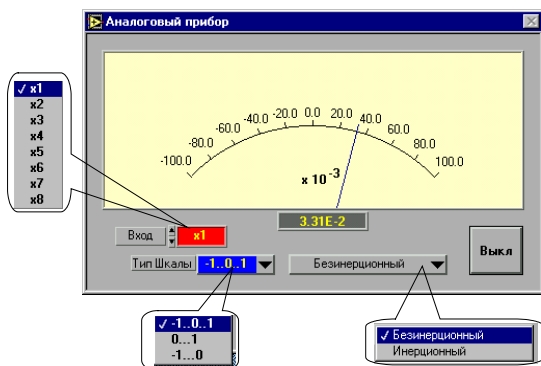 Аналоговый прибор
✓ x1
x2
x3
x4
x5
x6
x7
x8
-100.0 -80.0 -60.0 -40.0 -20.0 0.0 20.0 40.0 60.0 80.0 100.0
x 10 -3
3.31E-2
Вход x1
Тип Шкалы -1..0..1
Безинерционный
Выкл
✓ -1..0..1
0...1
-1...0
✓ Безинерционный
Инерционный